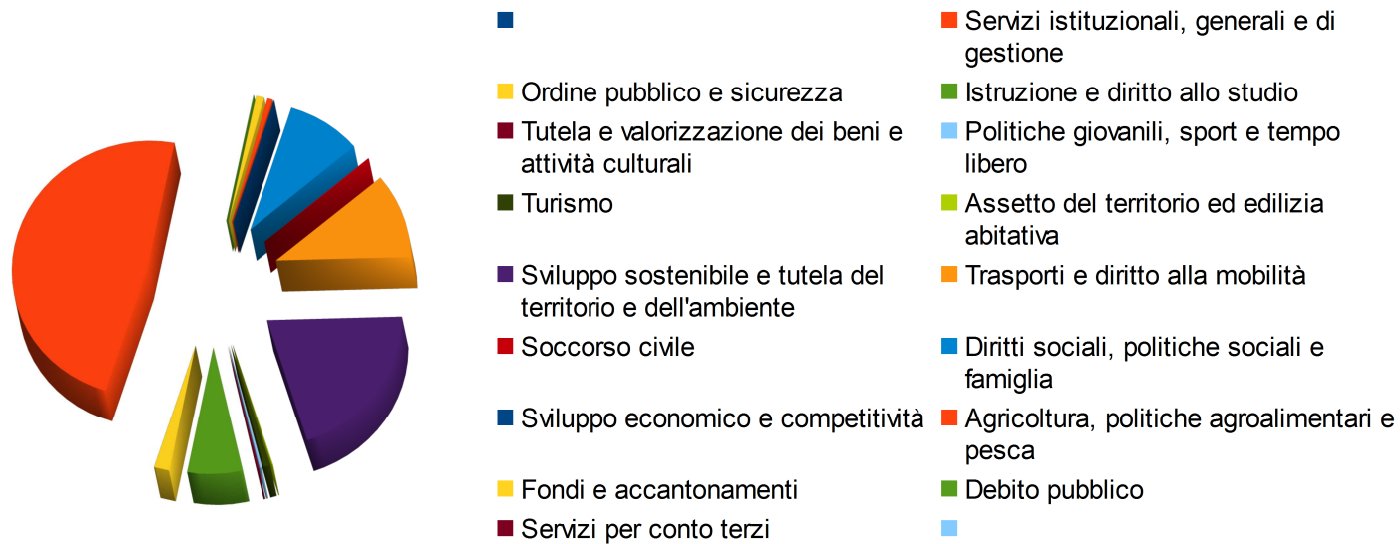 Servizi istituzionali, generali e di
gestione
Ordine pubblico e sicurezza
Istruzione e diritto allo studio
Tutela e valorizzazione dei beni e
attività culturali
Politiche giovanili, sport e tempo
libero
Turismo
Assetto del territorio ed edilizia
abitativa
Sviluppo sostenibile e tutela del
territorio e dell'ambiente
Trasporti e diritto alla mobilità
Soccorso civile
Diritti sociali, politiche sociali e
famiglia
Sviluppo economico e competitività
Agricoltura, politiche agroalimentari e
pesca
Fondi e accantonamenti
Debito pubblico
Servizi per conto terzi